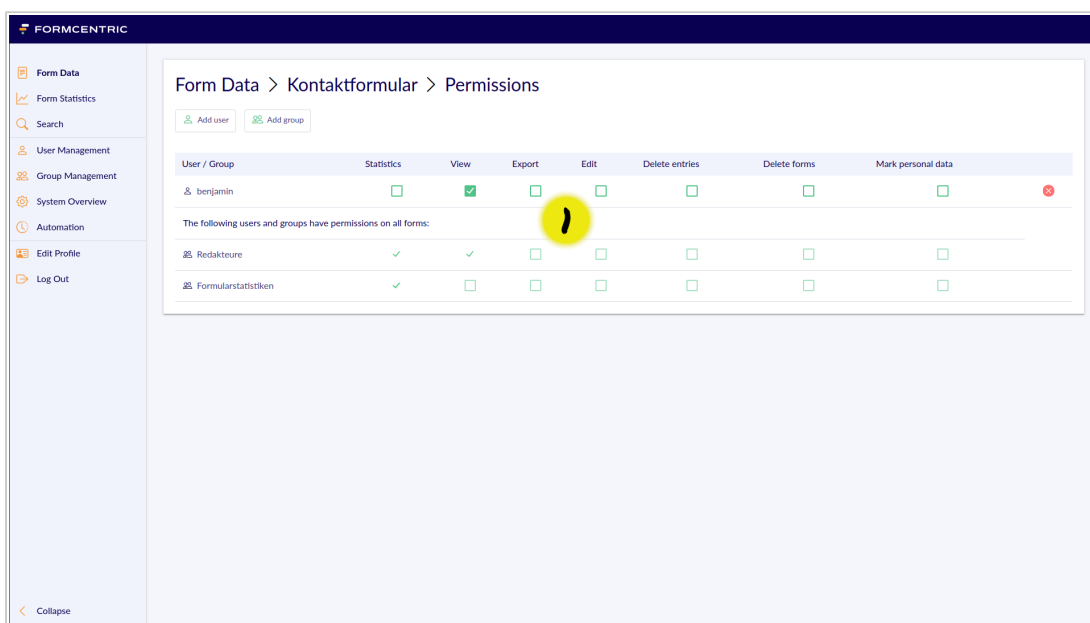 FORMCENTRIC
Form Data
Form Statistics
Search
User Management
Group Management
System Overview
Automation
Edit Profile
Log Out
Collapse
Form Data > Kontaktformular > Permissions
Add user Add group
User / Group Statistics View Export Edit Delete entries Delete forms Mark personal data
benjamin
The following users and groups have permissions on all forms:
Redakteure
Formularstatistiken
1